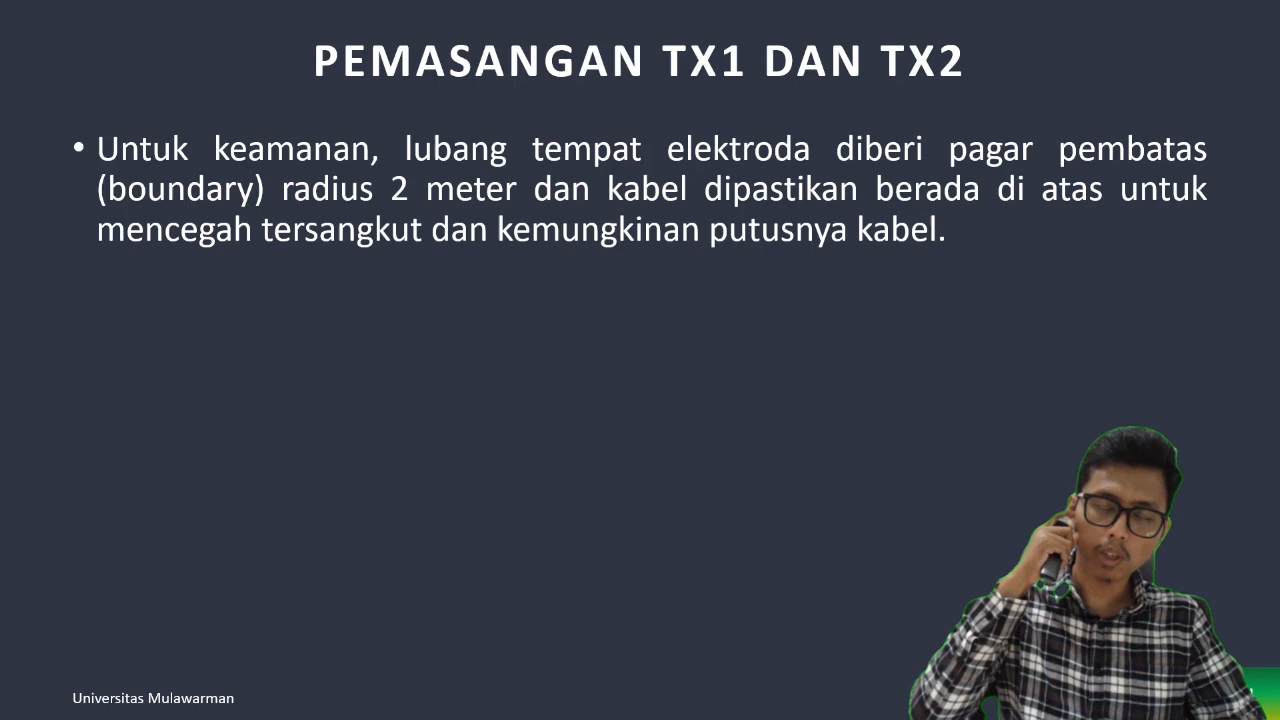 PEMASANGAN TX1 DAN TX2
• Untuk keamanan, lubang tempat elektroda diberi pagar pembatas
(boundary) radius 2 meter dan kabel dipastikan berada di atas untuk
mencegah tersangkut dan kemungkinan putusnya kabel.
Universitas Mulawarman